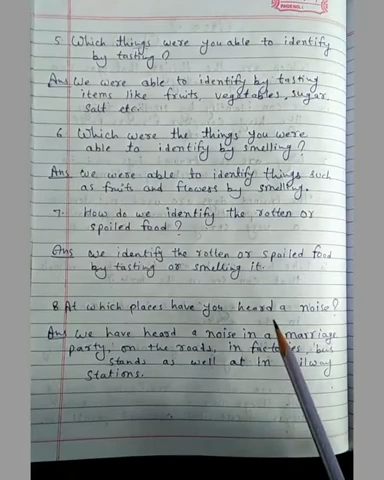 PAGE NO.:
5 Which things were you able to identify
by tasting?
Ans We were able to identify by tasting
items like fruits, vegetables, sugar,
salt etc.
6 Which were the things you were
able to identify by smelling?
Ans. We were able to identify things such
as fruits and flowers by smelling.
7. How do we identify the rotten or
spoiled food?
Ans We identify the rotten or spoiled food
by tasting or smelling it.
8 At which places have you heard a noise?
Ans We have heard a noise in a marriage
party, on the roads, in factories, bus
stands as well at in railway
stations.